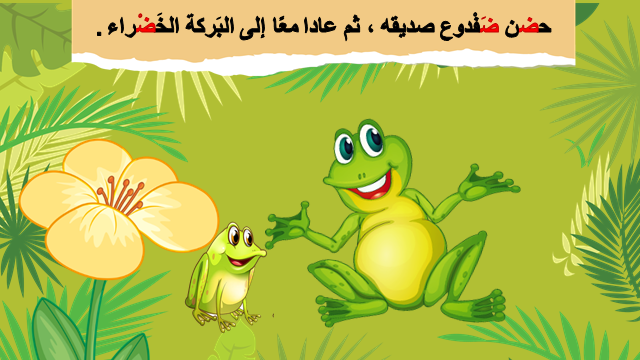 حضن ضَفْدوع صديقه ، ثم عادا معًا إلى البَركة الخَضْراء .